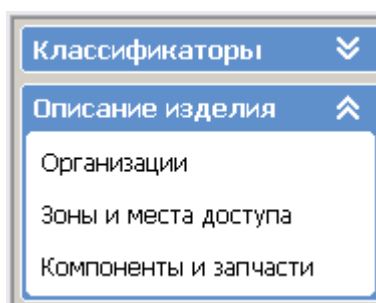 Классификаторы
Описание изделия
Организации
Зоны и места доступа
Компоненты и запчасти